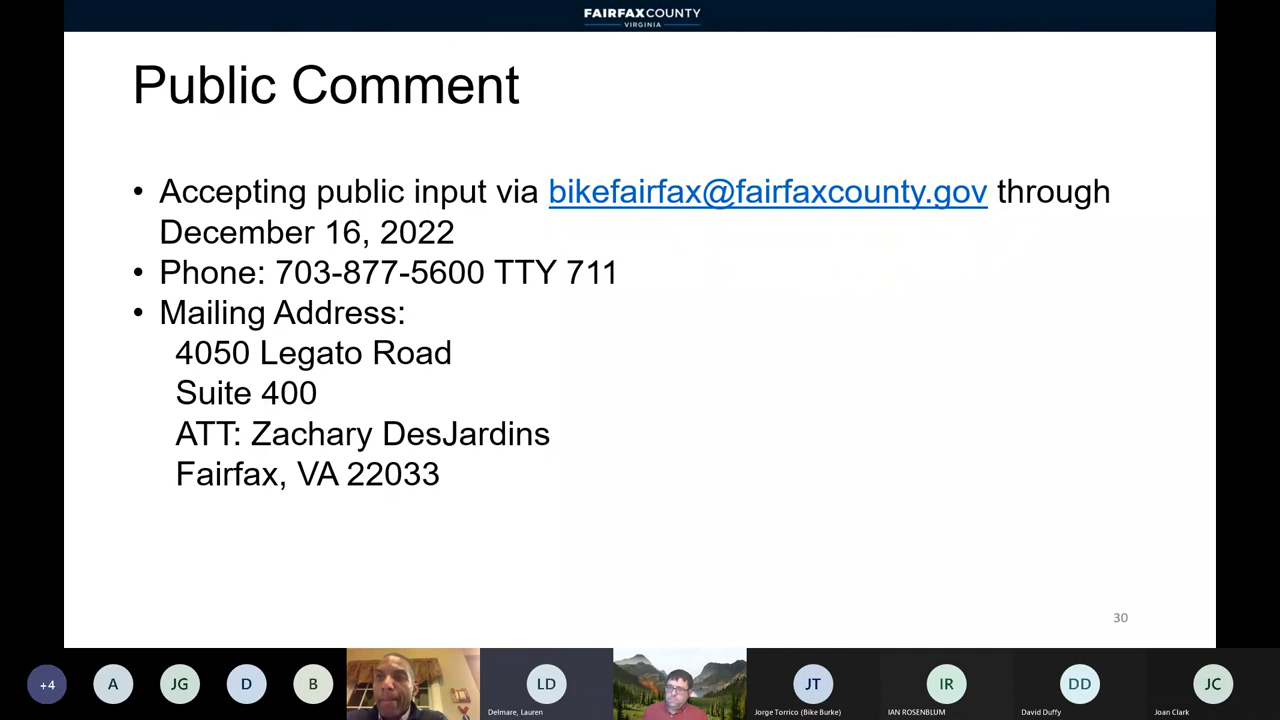 FAIRFAXCOUNTY
VIRGINIA
Public Comment
• Accepting public input via bikefairfax@fairfaxcounty.gov through
December 16, 2022
• Phone: 703-877-5600 TTY 711
• Mailing Address:
4050 Legato Road
Suite 400
ATT: Zachary DesJardins
Fairfax, VA 22033
30
+4 A JG D B LD JT IR DD JC
Delmare, Lauren Jorge Torrico (Bike Burke) IAN ROSENBLUM David Duffy Joan Clark